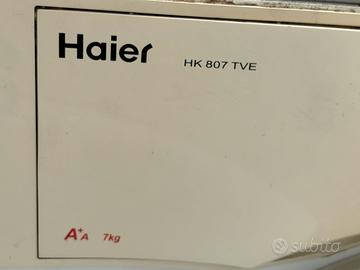 Haier HK 807 TVE
A+A 7kg
subito